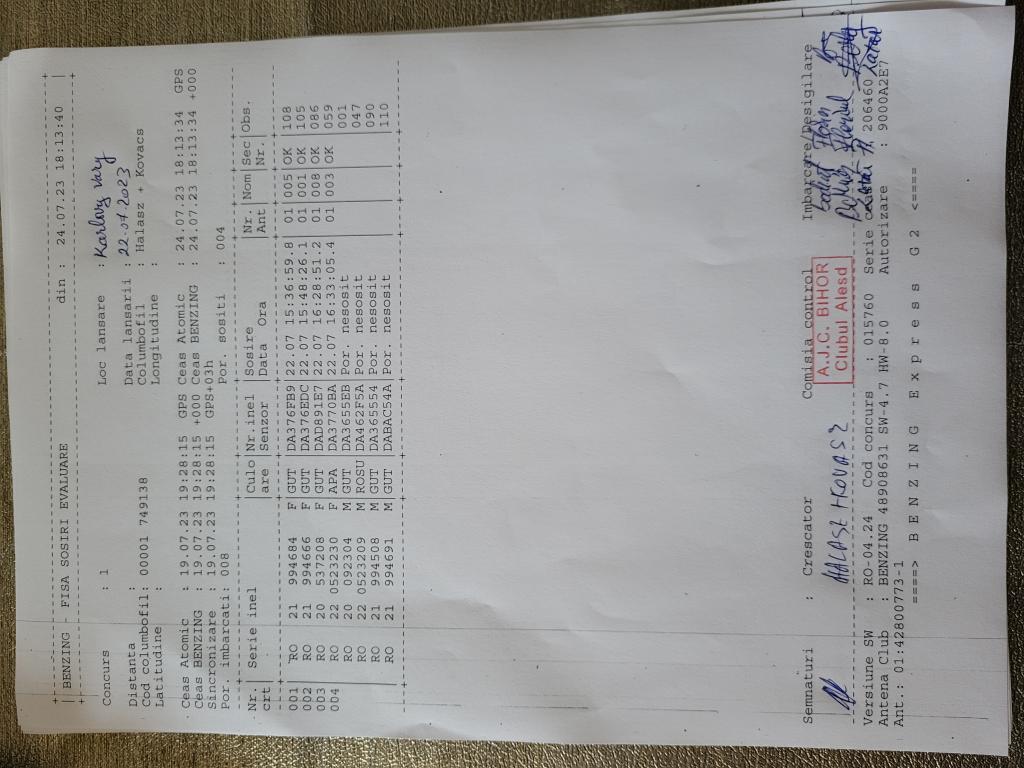 BENZING - FISA SOSIRI EVALUARE din : 24.07.23 18:13:40
Concurs : 1 Loc lansare : Karlovy vary
Distanta : Data lansarii : 22.07.2023
Cod columbofil: 00001 749138 Columbofil : Halasz + Kovacs
Latitudine : Longitudine :
Ceas Atomic : 19.07.23 19:28:15 GPS Ceas Atomic : 24.07.23 18:13:34 GPS
Ceas BENZING : 19.07.23 19:28:15 +000 Ceas BENZING : 24.07.23 18:13:34 +000
Sincronizare : 19.07.23 19:28:15 GPS+03h
Por. imbarcati: 008 Por. sositi : 004
Nr. | Serie inel |Culo|Nr.inel |Sosire |Nr. |Nom|Sec|Obs.
crt | |are |Senzor |Data Ora |Ant | |Nr.|
001 | RO 21 994684 F|GUT |DA376FB9|22.07 15:36:59.8| 01|005|OK |108
002 | RO 21 994666 F|GUT |DA376EDC|22.07 15:48:26.1| 01|001|OK |105
003 | RO 20 537208 F|GUT |DAD891E7|22.07 16:28:51.2| 01|008|OK |086
004 | RO 22 0523230 F|APA |DA3770BA|22.07 16:33:05.4| 01|003|OK |059
RO 20 092304 M|GUT |DA3655EB|Por. nesosit |001
RO 22 0523209 M|ROSU|DA462F5A|Por. nesosit |047
RO 21 994508 M|GUT |DA365554|Por. nesosit |090
RO 21 994691 M|GUT |DABAC54A|Por. nesosit |110
Semnaturi : Crescator Comisia control Imbarcare/Desigilare
A.J.C. BIHOR
Clubul Alesd
Versiune SW : RO-04.24 Cod concurs : 015760 Serie 206460
Antena Club : BENZING 48908631 SW-4.7 HW-8.0 Autorizare : 9000A2E7
Ant.: 01:42800773-1
====> B E N Z I N G E x p r e s s G 2 <====